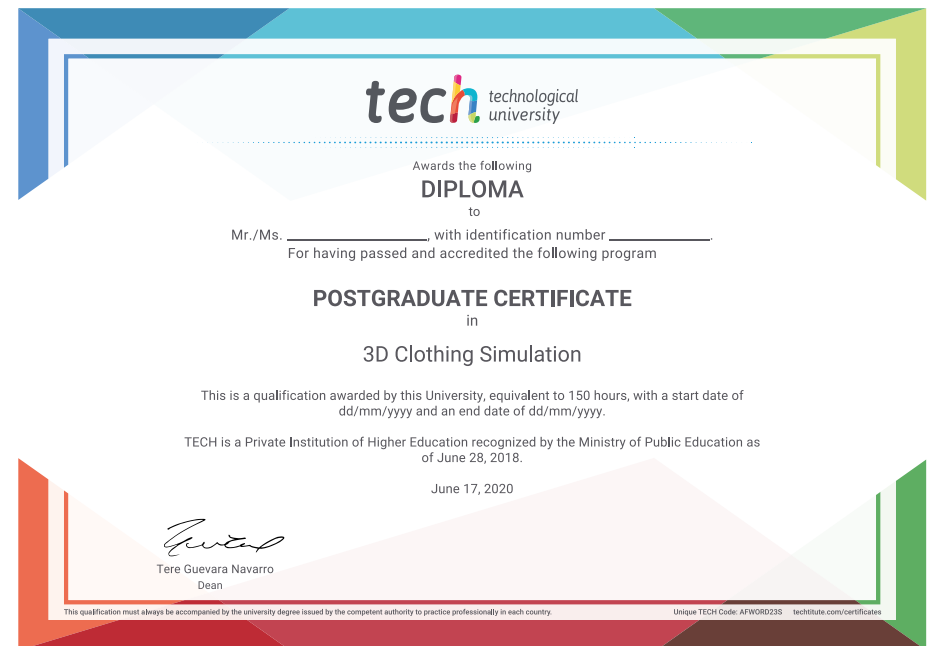 tech technological
university
Awards the following
DIPLOMA
to
Mr./Ms. ____________________, with identification number ______________.
For having passed and accredited the following program
POSTGRADUATE CERTIFICATE
in
3D Clothing Simulation
This is a qualification awarded by this University, equivalent to 150 hours, with a start date of
dd/mm/yyyy and an end date of dd/mm/yyyy.
TECH is a Private Institution of Higher Education recognized by the Ministry of Public Education as
of June 28, 2018.
June 17, 2020
Tere Guevara Navarro
Dean
This qualification must always be accompanied by the university degree issued by the competent authority to practice professionally in each country.
Unique TECH Code: AFWORD23S techtitute.com/certificates